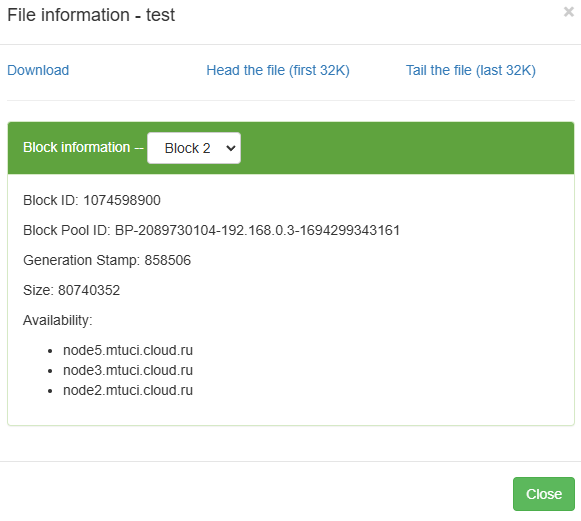 File information - test
×
Download Head the file (first 32K) Tail the file (last 32K)
Block information -- Block 2
Block ID: 1074598900
Block Pool ID: BP-2089730104-192.168.0.3-1694299343161
Generation Stamp: 858506
Size: 80740352
Availability:
• node5.mtuci.cloud.ru
• node3.mtuci.cloud.ru
• node2.mtuci.cloud.ru
Close